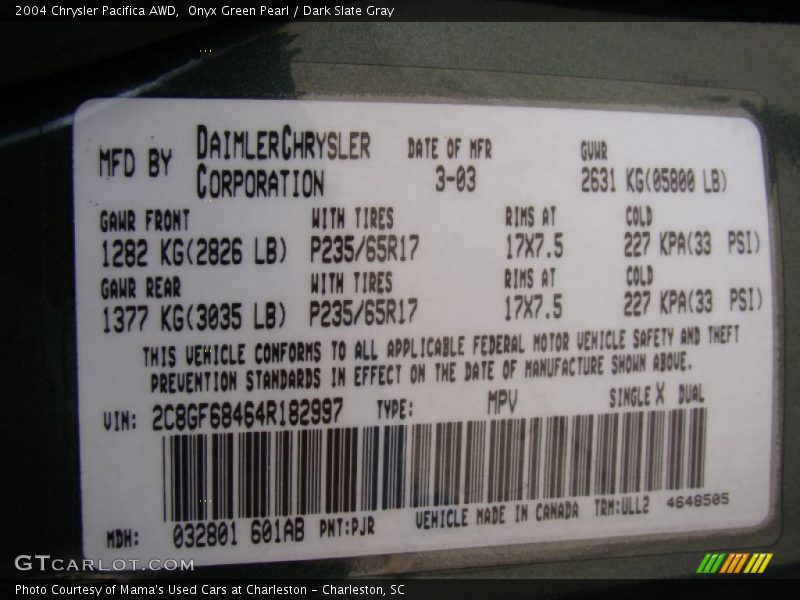 2004 Chrysler Pacifica AWD,  Onyx Green Pearl / Dark Slate Gray
MFD BY DAIMLERCHRYSLER CORPORATION DATE OF MFR 3-03 GVWR 2631 KG(05800 LB)
GAWR FRONT WITH TIRES RIMS AT COLD
1282 KG(2826 LB) P235/65R17 17X7.5 227 KPA(33 PSI)
GAWR REAR WITH TIRES RIMS AT COLD
1377 KG(3035 LB) P235/65R17 17X7.5 227 KPA(33 PSI)
THIS VEHICLE CONFORMS TO ALL APPLICABLE FEDERAL MOTOR VEHICLE SAFETY AND THEFT
PREVENTION STANDARDS IN EFFECT ON THE DATE OF MANUFACTURE SHOWN ABOVE.
VIN: 2C8GF68464R182997 TYPE: MPV SINGLE X DUAL
MDH: 032801 601AB PNT:PJR VEHICLE MADE IN CANADA TRM:ULL2 4648505
GTCARLOT.COM
Photo Courtesy of Mama's Used Cars at Charleston - Charleston, SC